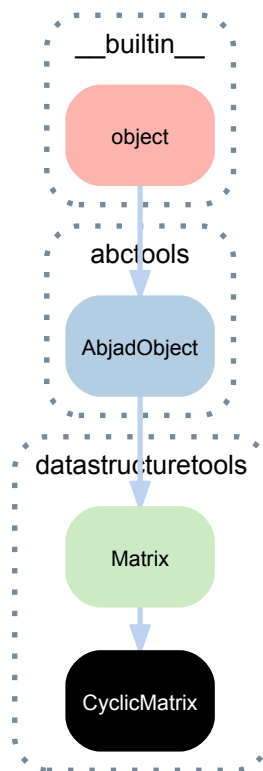 __builtin__
object
abctools
AbjadObject
datastructuretools
Matrix
CyclicMatrix